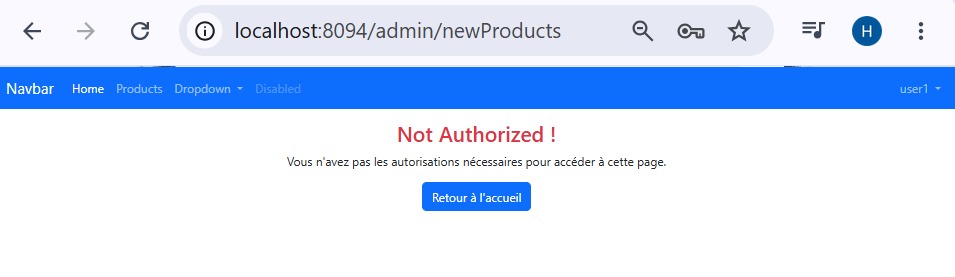 localhost:8094/admin/newProducts
H
Navbar Home Products Dropdown Disabled user1
Not Authorized !
Vous n'avez pas les autorisations nécessaires pour accéder à cette page.
Retour à l'accueil